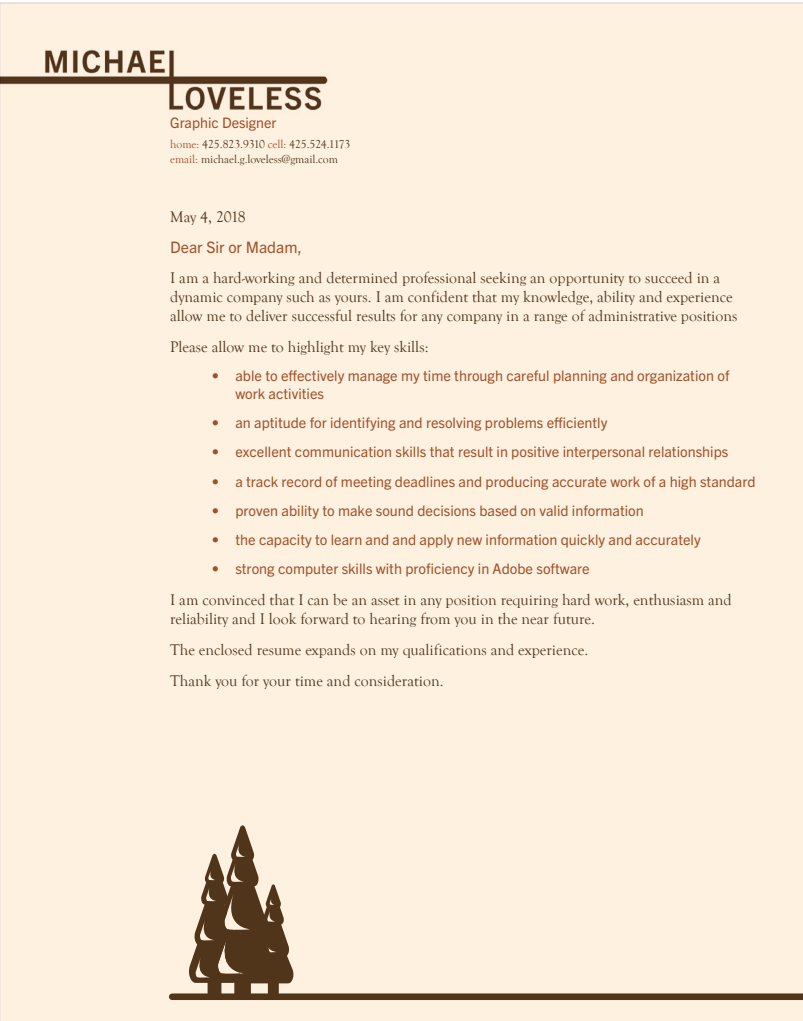 MICHAEL
LOVELESS
Graphic Designer
home: 425.823.9310 cell: 425.524.1173
email: michael.g.loveless@gmail.com
May 4, 2018
Dear Sir or Madam,
I am a hard-working and determined professional seeking an opportunity to succeed in a
dynamic company such as yours. I am confident that my knowledge, ability and experience
allow me to deliver successful results for any company in a range of administrative positions
Please allow me to highlight my key skills:
• able to effectively manage my time through careful planning and organization of
work activities
• an aptitude for identifying and resolving problems efficiently
• excellent communication skills that result in positive interpersonal relationships
• a track record of meeting deadlines and producing accurate work of a high standard
• proven ability to make sound decisions based on valid information
• the capacity to learn and and apply new information quickly and accurately
• strong computer skills with proficiency in Adobe software
I am convinced that I can be an asset in any position requiring hard work, enthusiasm and
reliability and I look forward to hearing from you in the near future.
The enclosed resume expands on my qualifications and experience.
Thank you for your time and consideration.